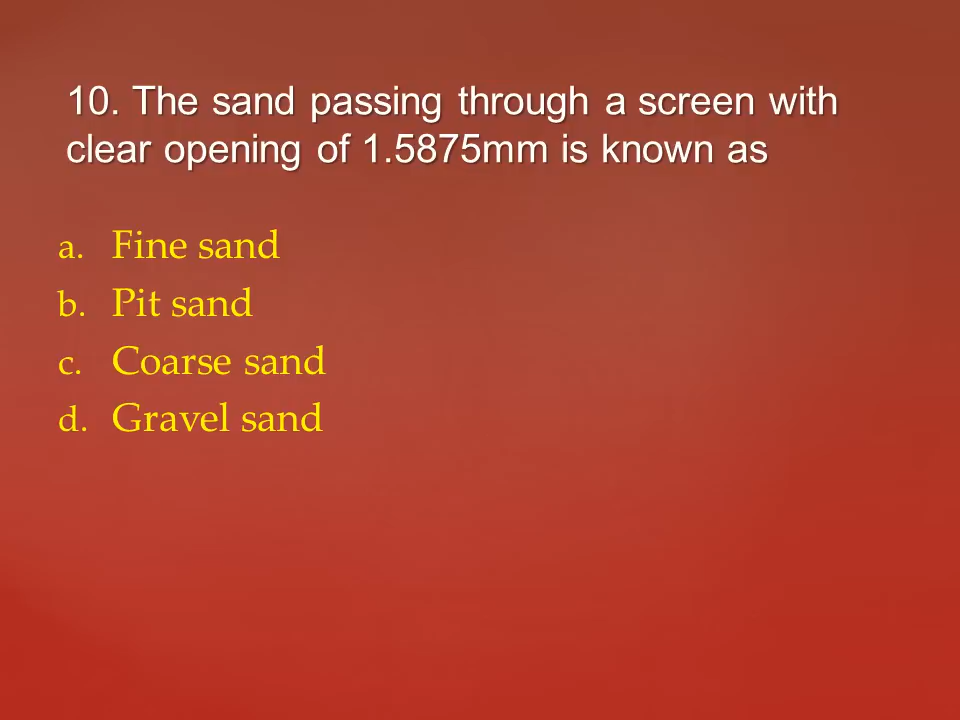 10. The sand passing through a screen with
clear opening of 1.5875mm is known as
a. Fine sand
b. Pit sand
c. Coarse sand
d. Gravel sand